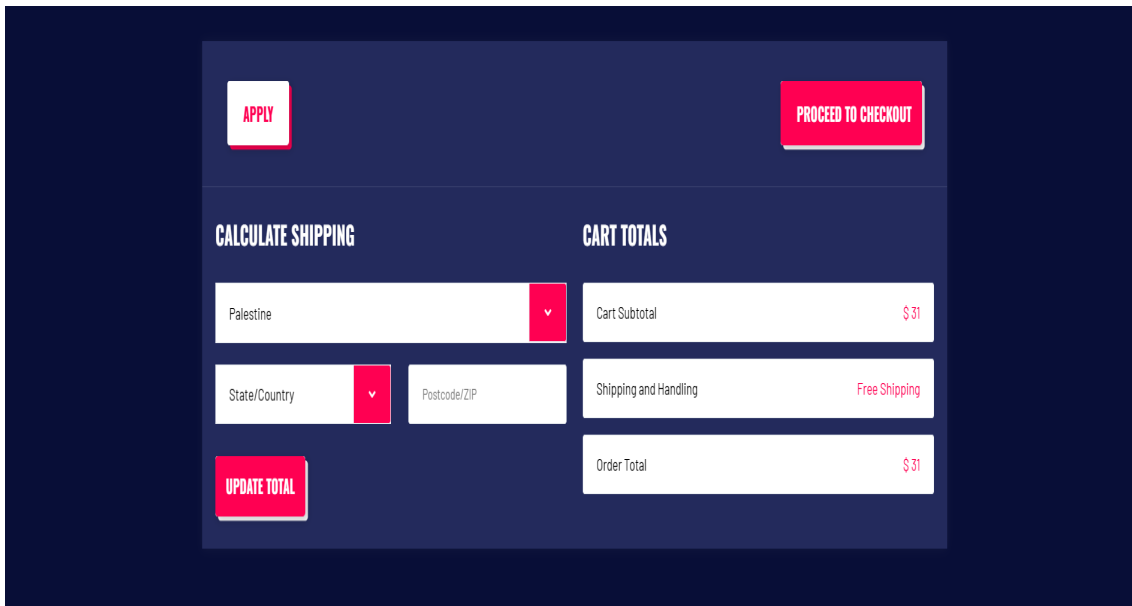 APPLY
PROCEED TO CHECKOUT
CALCULATE SHIPPING
Palestine
State/Country
Postcode/ZIP
UPDATE TOTAL
CART TOTALS
Cart Subtotal $ 31
Shipping and Handling Free Shipping
Order Total $ 31